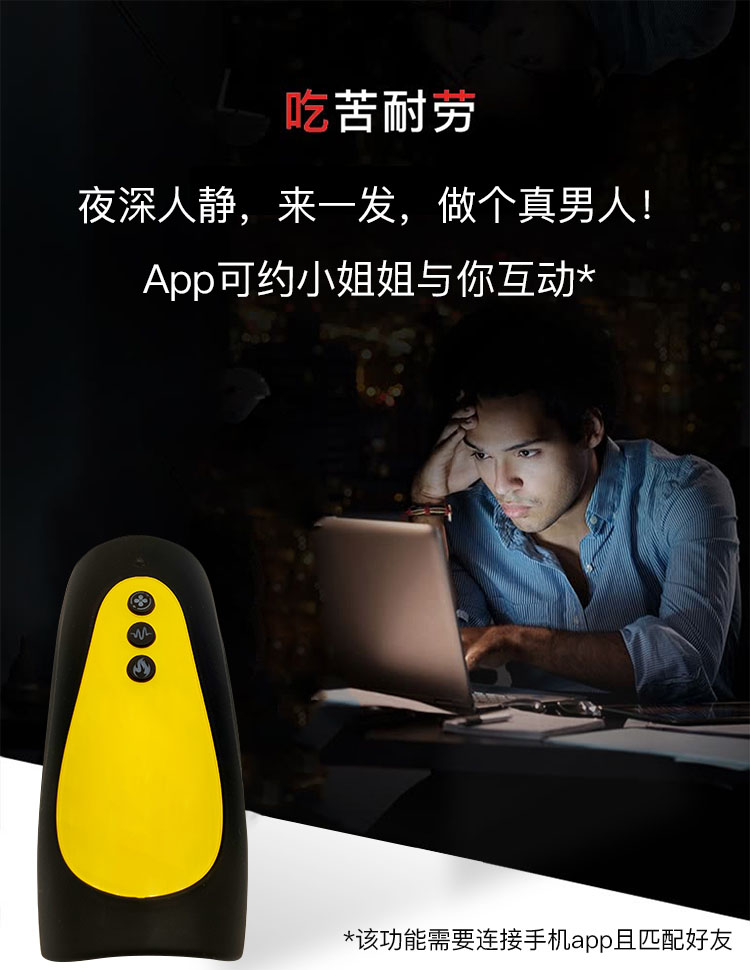 吃苦耐劳
夜深人静，来一发，做个真男人！
App可约小姐姐与你互动*
*该功能需要连接手机app且匹配好友